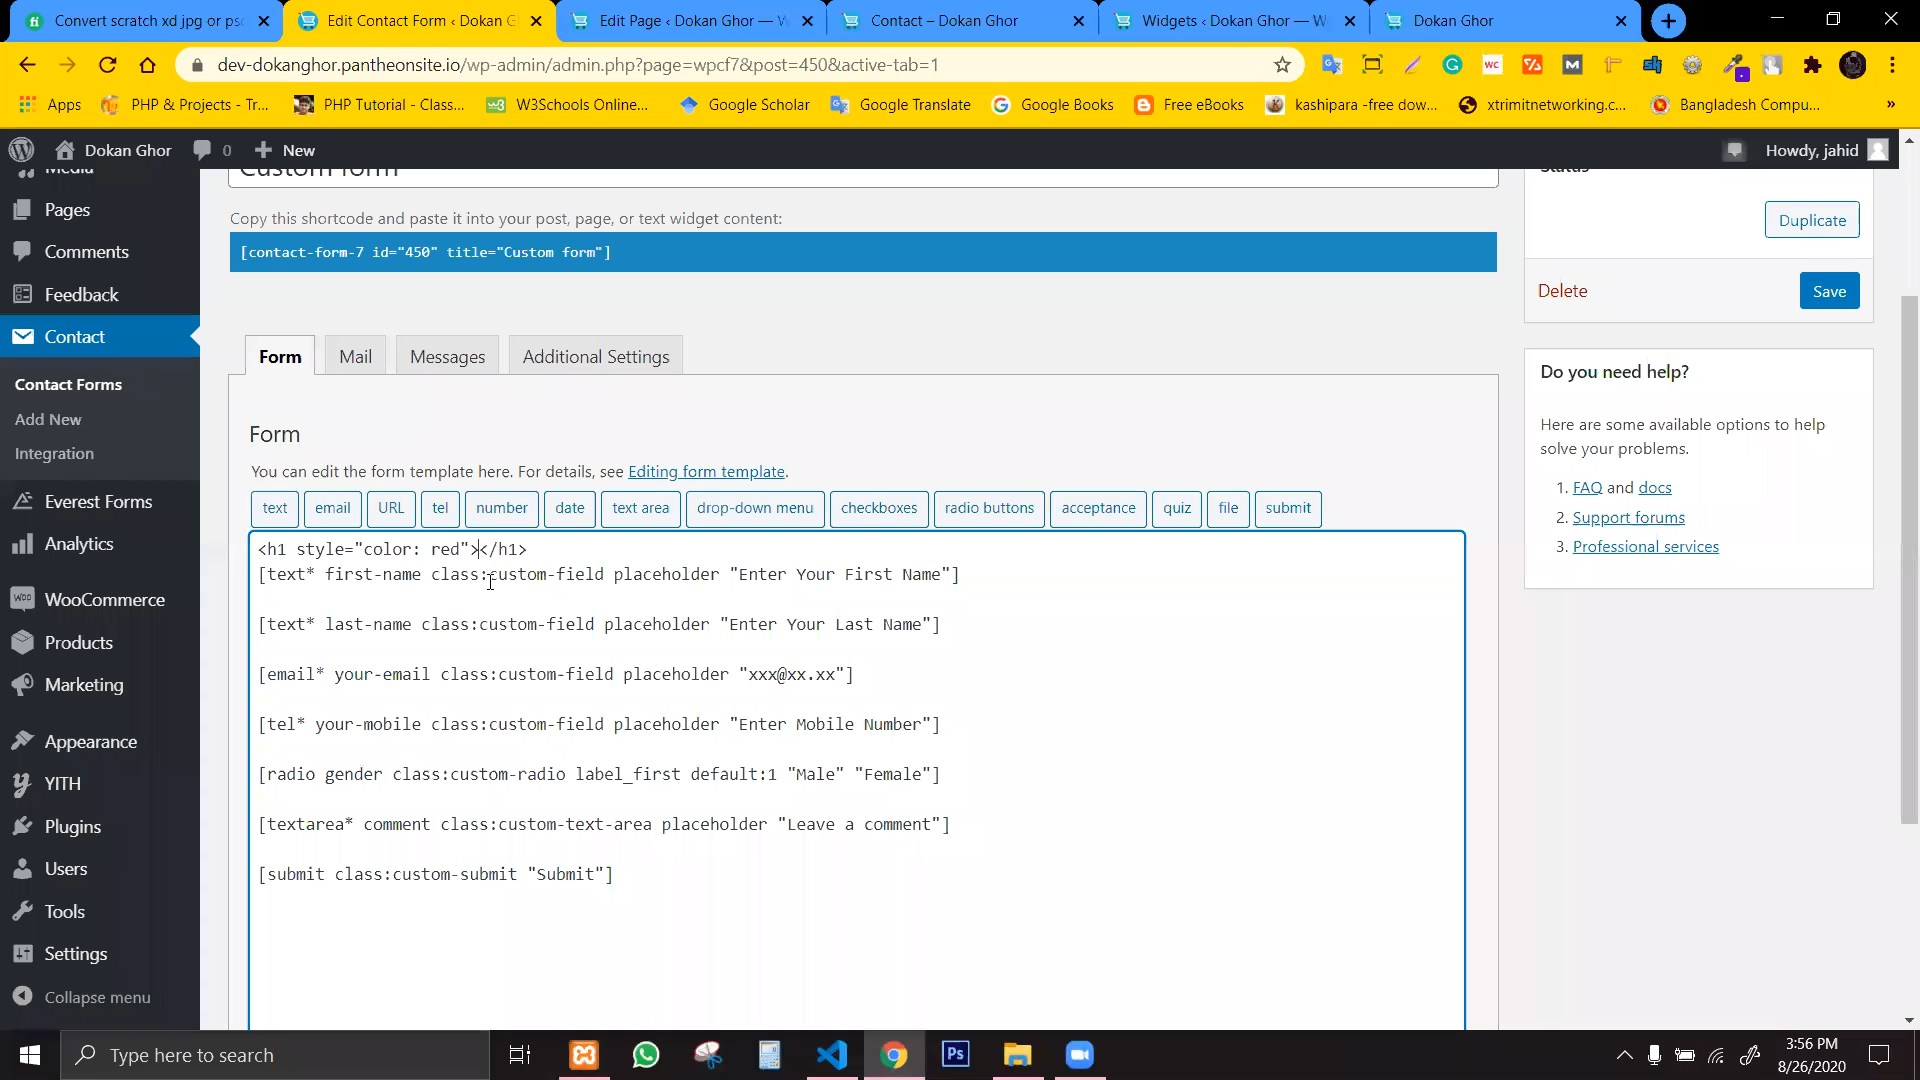 Convert scratch xd jpg or psd
Edit Contact Form ‹ Dokan G
Edit Page ‹ Dokan Ghor — W
Contact – Dokan Ghor
Widgets ‹ Dokan Ghor — W
Dokan Ghor
dev-dokanghor.pantheonsite.io/wp-admin/admin.php?page=wpcf7&post=450&active-tab=1
Apps
PHP & Projects - Tr...
PHP Tutorial - Class...
W3Schools Online...
Google Scholar
Google Translate
Google Books
Free eBooks
kashipara -free dow...
xtrimitnetworking.c...
Bangladesh Compu...
»
Dokan Ghor
0
New
Howdy, jahid
Media
Pages
Comments
Feedback
Contact
Contact Forms
Add New
Integration
Everest Forms
Analytics
WooCommerce
Products
Marketing
Appearance
YITH
Plugins
Users
Tools
Settings
Collapse menu
Custom form
Copy this shortcode and paste it into your post, page, or text widget content:
[contact-form-7 id="450" title="Custom form"]
Form
Mail
Messages
Additional Settings
Form
You can edit the form template here. For details, see Editing form template.
text
email
URL
tel
number
date
text area
drop-down menu
checkboxes
radio buttons
acceptance
quiz
file
submit
<h1 style="color: red"></h1>
[text* first-name class:custom-field placeholder "Enter Your First Name"]
[text* last-name class:custom-field placeholder "Enter Your Last Name"]
[email* your-email class:custom-field placeholder "xxx@xx.xx"]
[tel* your-mobile class:custom-field placeholder "Enter Mobile Number"]
[radio gender class:custom-radio label_first default:1 "Male" "Female"]
[textarea* comment class:custom-text-area placeholder "Leave a comment"]
[submit class:custom-submit "Submit"]
Status
Duplicate
Delete
Save
Do you need help?
Here are some available options to help
solve your problems.
1. FAQ and docs
2. Support forums
3. Professional services
Type here to search
3:56 PM
8/26/2020